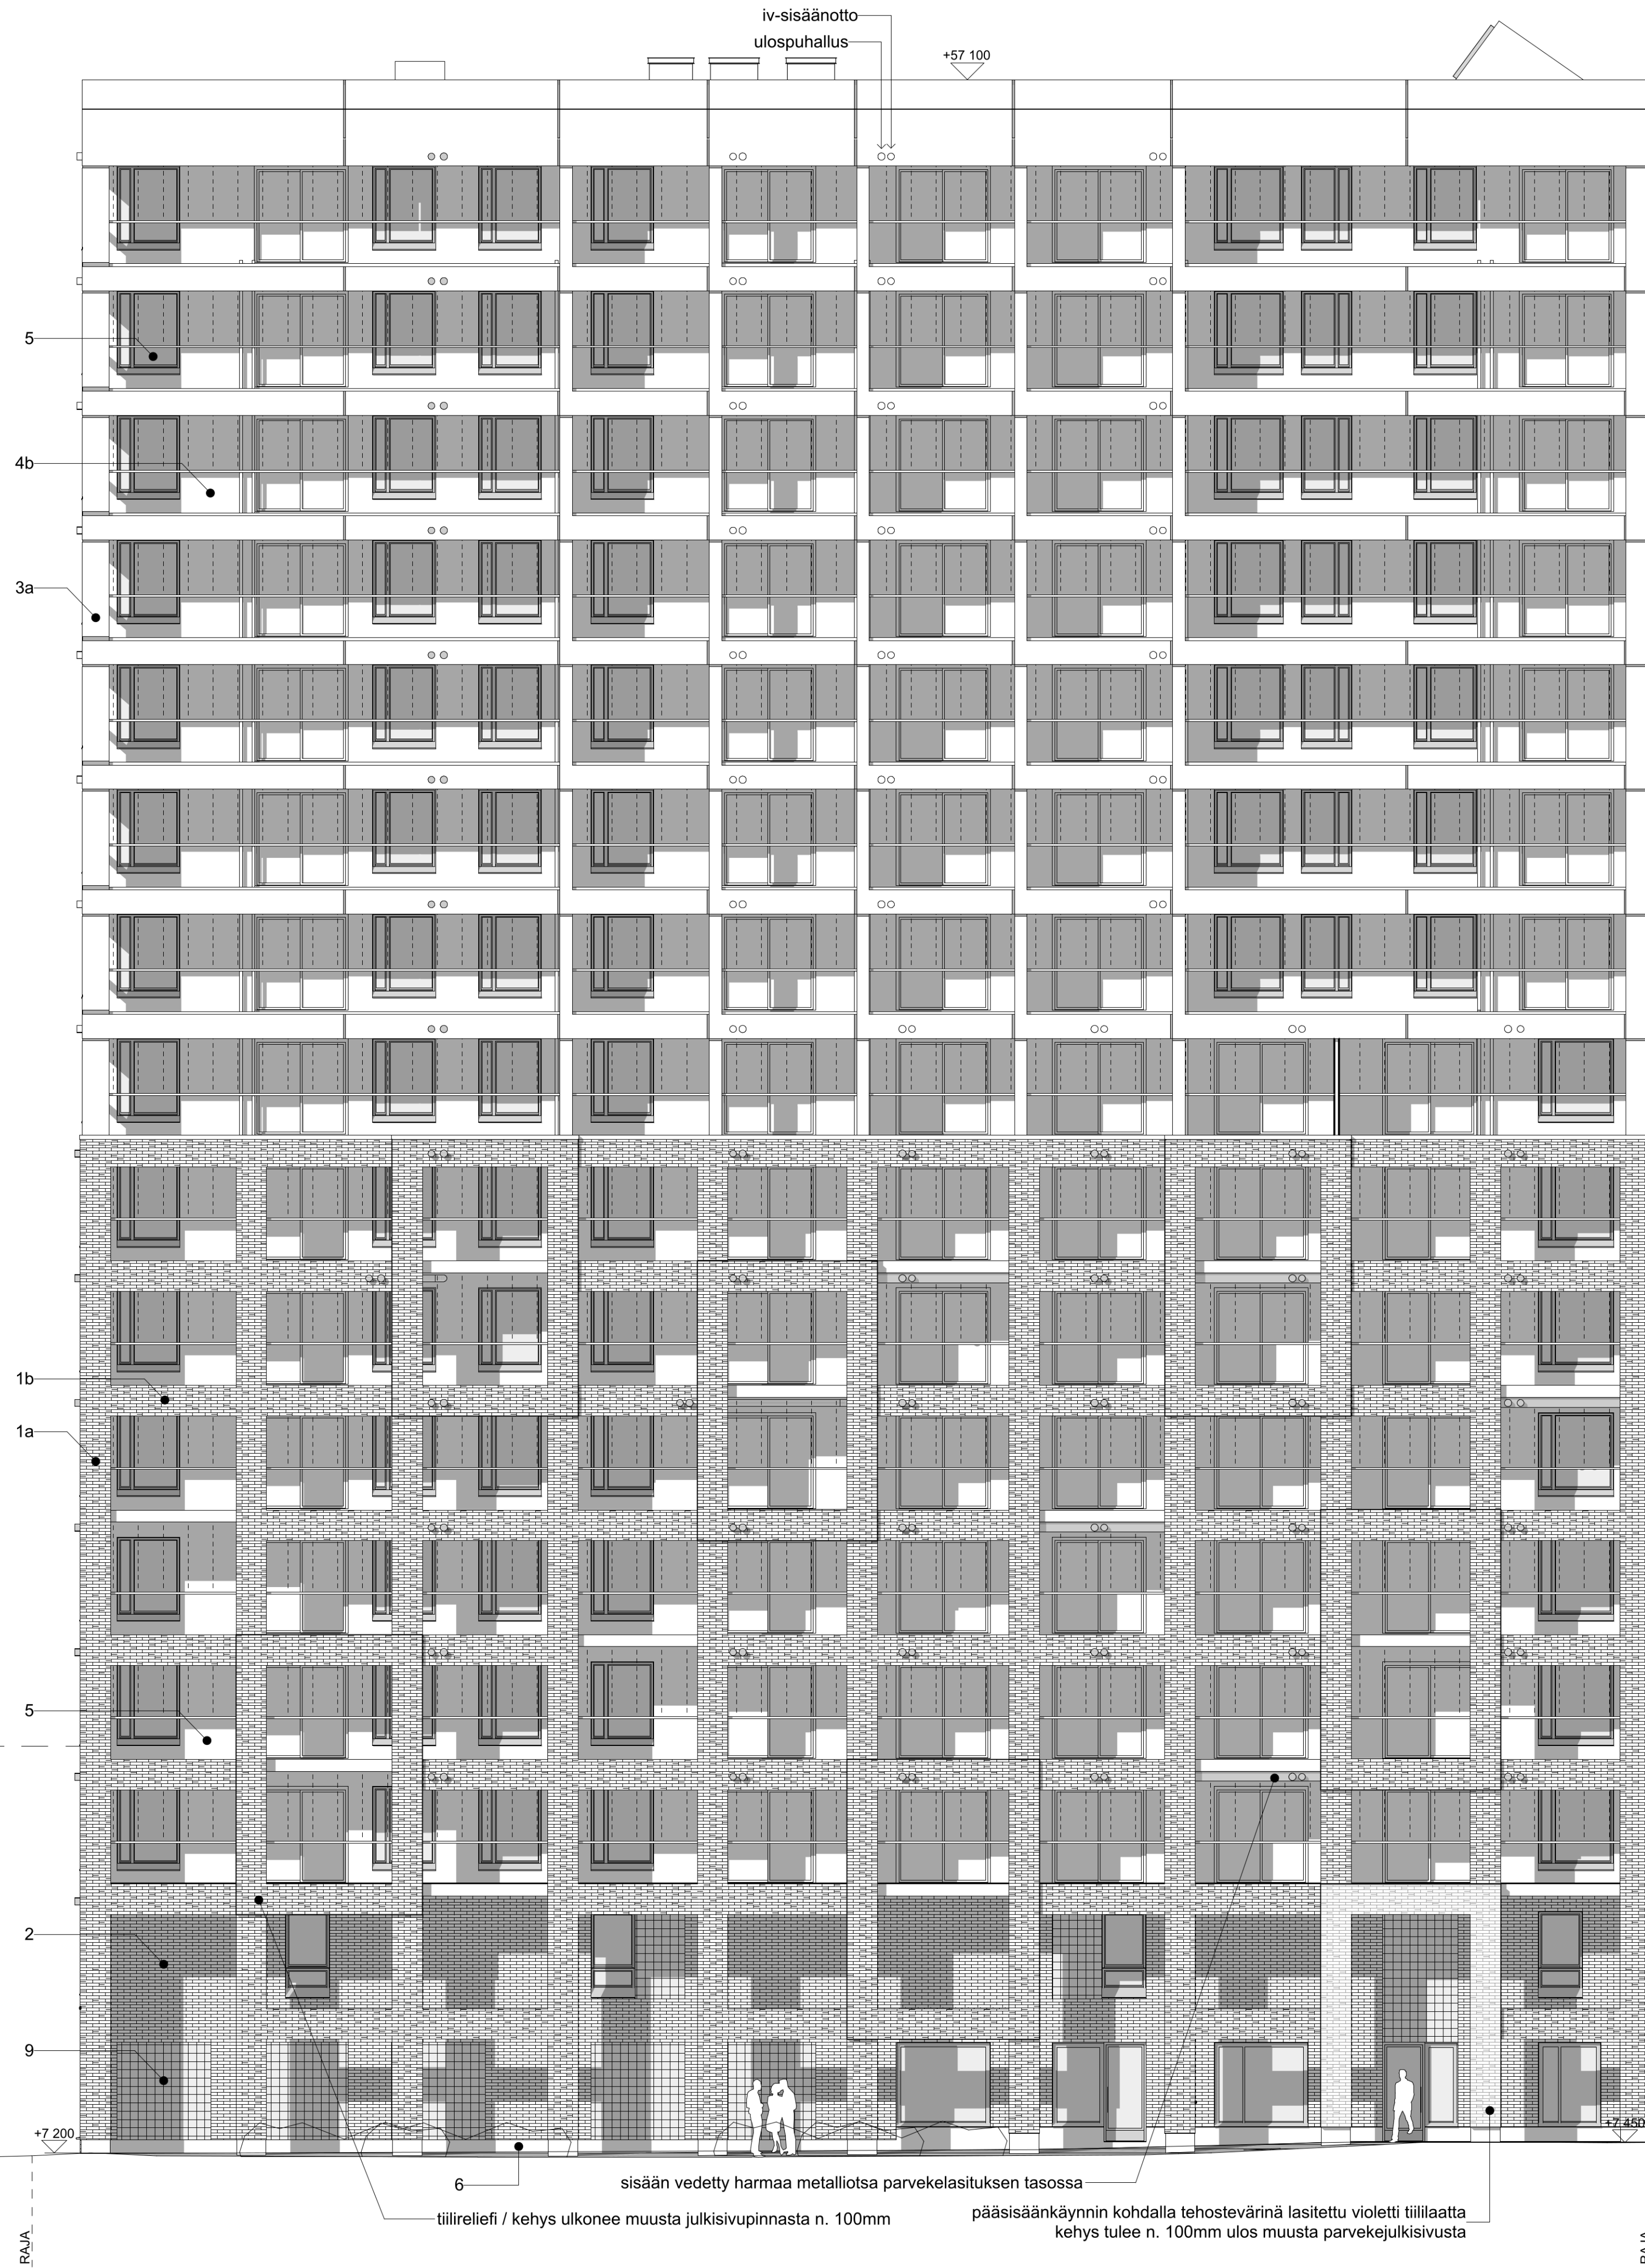 iv-sisäänotto
ulospuhallus
+57 100
5
4b
3a
1b
1a
5
2
9
+7 200
+7 450
6
sisään vedetty harmaa metalliotsa parvekelasituksen tasossa
tiilireliefi / kehys ulkonee muusta julkisivupinnasta n. 100mm
pääsisäänkäynnin kohdalla tehostevärinä lasitettu violetti tiililaatta
kehys tulee n. 100mm ulos muusta parvekejulkisivusta
RAJA
RAJA